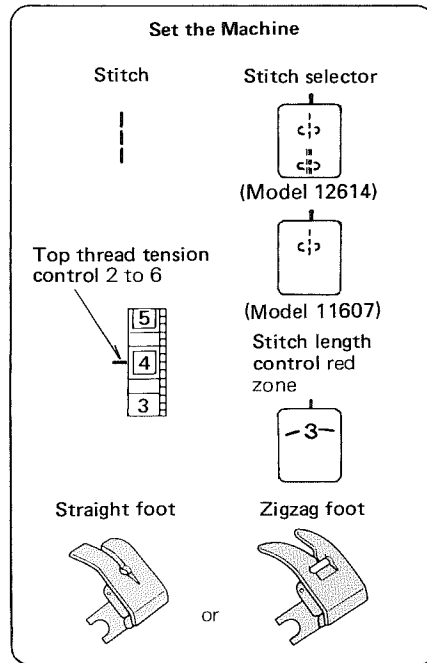 Set the Machine
Stitch
Stitch selector
(Model 12614)
(Model 11607)
Top thread tension
control 2 to 6
5
4
3
Stitch length
control red
zone
-3-
Straight foot
or
Zigzag foot